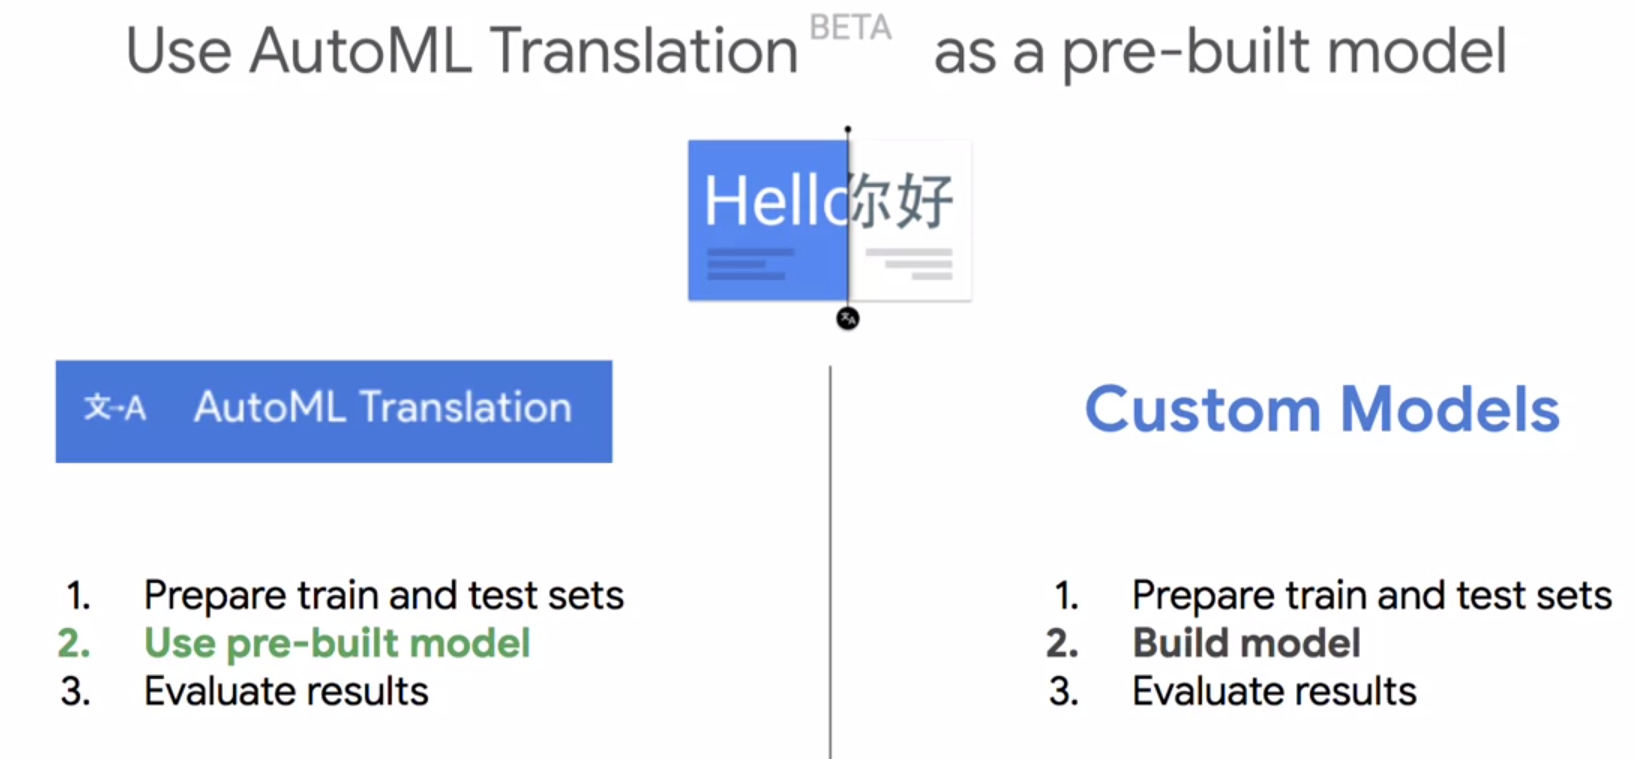 Use AutoML Translation BETA as a pre-built model
Hello你好
文→A AutoML Translation
1. Prepare train and test sets
2. Use pre-built model
3. Evaluate results
Custom Models
1. Prepare train and test sets
2. Build model
3. Evaluate results